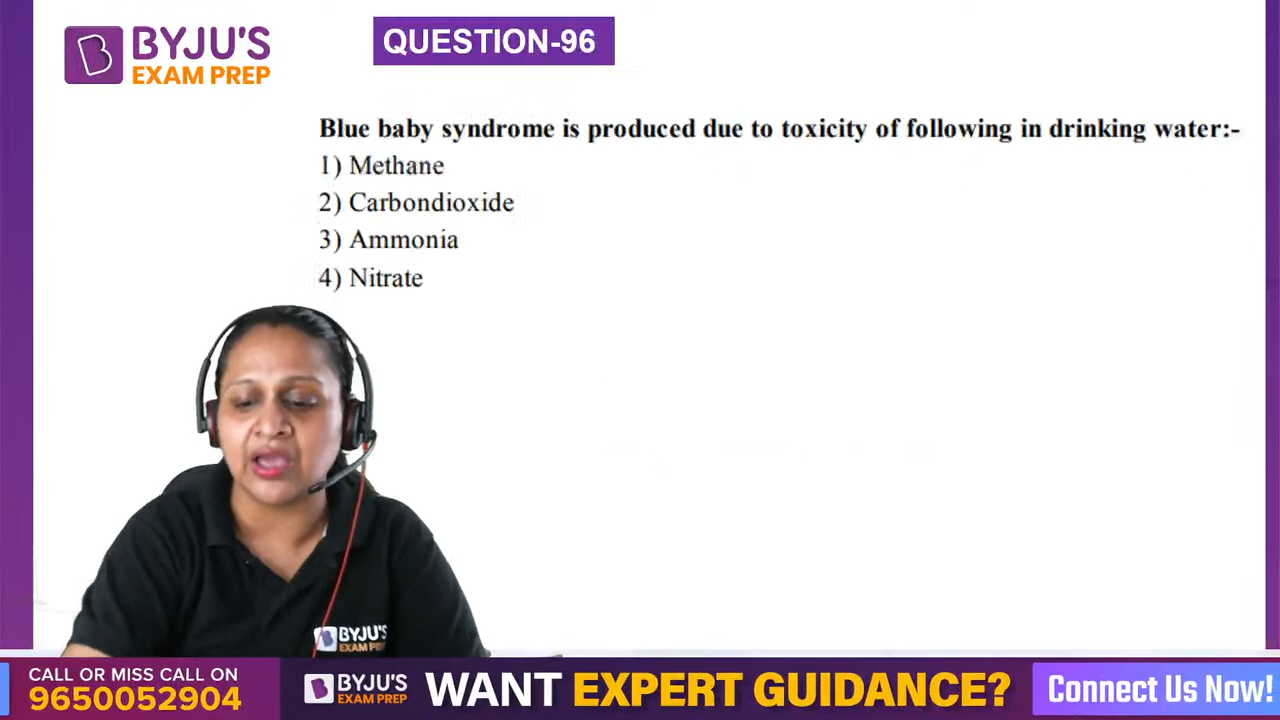 BYJU'S
EXAM PREP
QUESTION-96
Blue baby syndrome is produced due to toxicity of following in drinking water:-
1) Methane
2) Carbondioxide
3) Ammonia
4) Nitrate
BYJU'S
EXAM PREP
CALL OR MISS CALL ON
9650052904
BYJU'S
EXAM PREP
WANT EXPERT GUIDANCE?
Connect Us Now!